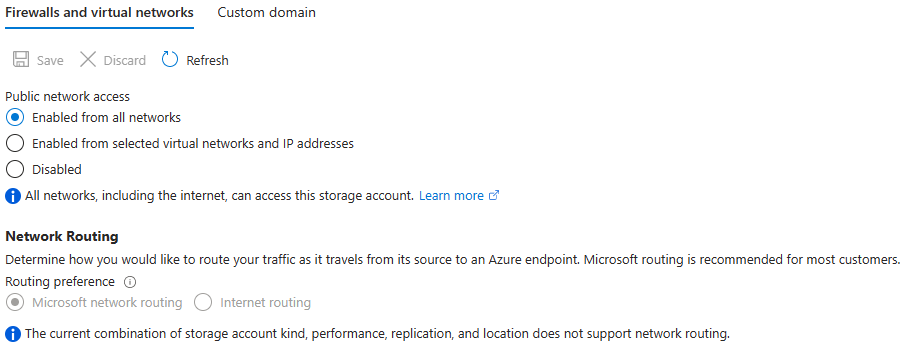 Firewalls and virtual networks Custom domain
Save Discard Refresh
Public network access
Enabled from all networks
Enabled from selected virtual networks and IP addresses
Disabled
All networks, including the internet, can access this storage account. Learn more
Network Routing
Determine how you would like to route your traffic as it travels from its source to an Azure endpoint. Microsoft routing is recommended for most customers.
Routing preference
Microsoft network routing Internet routing
The current combination of storage account kind, performance, replication, and location does not support network routing.